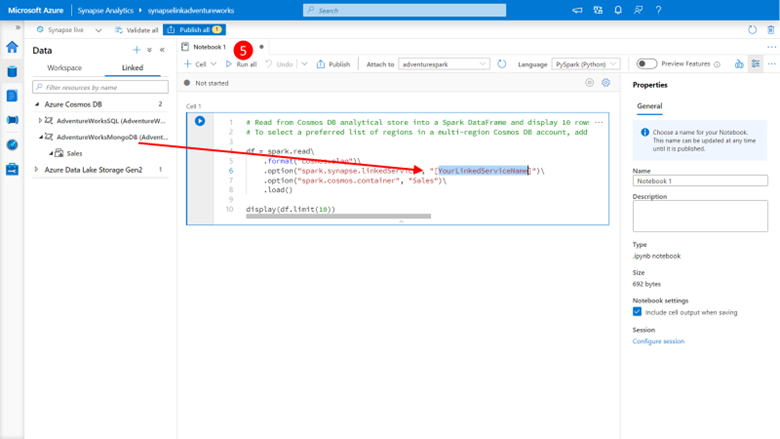 Microsoft Azure
Synapse Analytics > synapselinkadventureworks
Search
Synapse live
Validate all
Publish all
1
Data
Workspace
Linked
Filter resources by name
Azure Cosmos DB
2
AdventureWorksSQL (AdventureW...
AdventureWorksMongoDB (Advent...
Sales
Azure Data Lake Storage Gen2
2
Notebook 1
5
Cell
Run all
Undo
Publish
Attach to
adventurespark
Language
PySpark (Python)
Preview Features
Not started
Cell 1
1 # Read from Cosmos DB analytical store into a Spark DataFrame and display 10 rows
2 # To select a preferred list of regions in a multi-region Cosmos DB account, add
3
4 df = spark.read\
5 .format("cosmos.olap")\
6 .option("spark.synapse.linkedService", "[YourLinkedServiceName]")\
7 .option("spark.cosmos.container", "Sales")\
8 .load()
9
10 display(df.limit(10))
Properties
General
Choose a name for your Notebook.
This name can be updated at any time
until it is published.
Name
Notebook 1
Description
Type
.ipynb notebook
Size
692 bytes
Notebook settings
Include cell output when saving
Session
Configure session